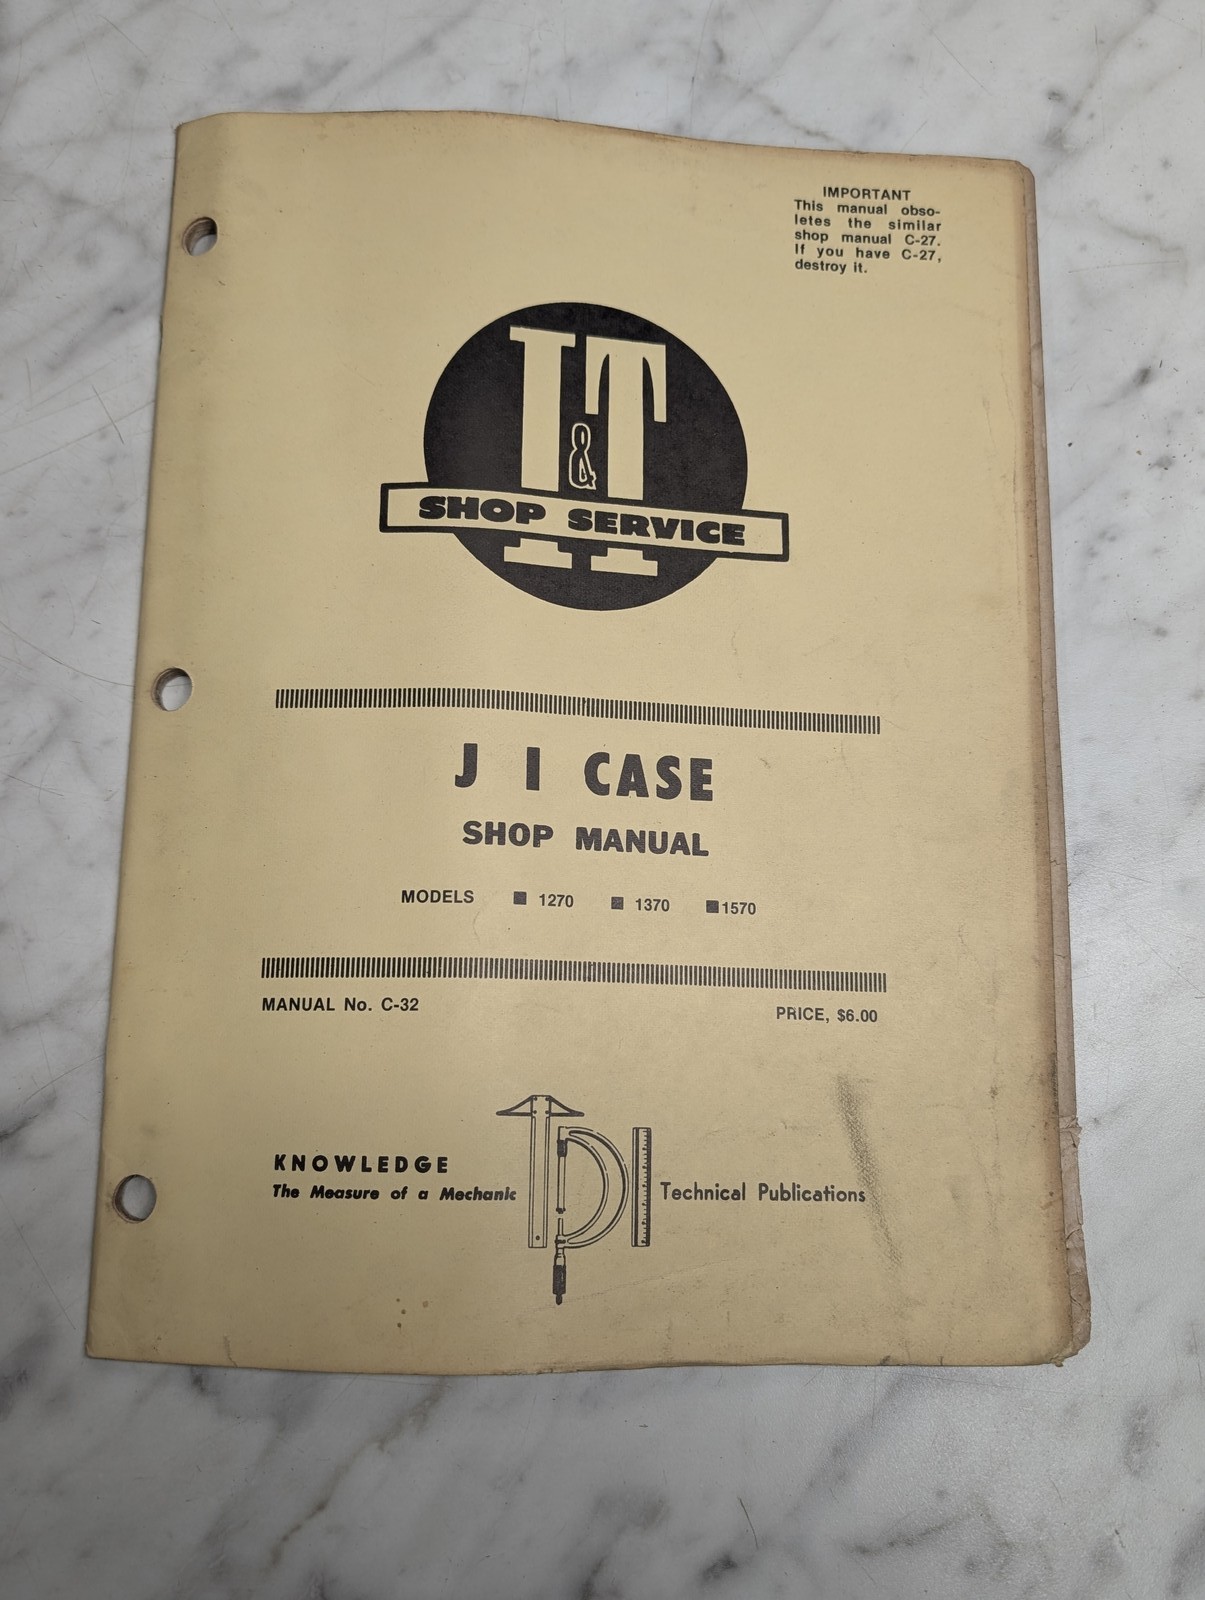 IMPORTANT
This manual obso-
letes the similar
shop manual C-27.
If you have C-27,
destroy it.
I&T
SHOP SERVICE
J I CASE
SHOP MANUAL
MODELS ■ 1270 ■ 1370 ■ 1570
MANUAL No. C-32 PRICE, $6.00
KNOWLEDGE
The Measure of a Mechanic Technical Publications